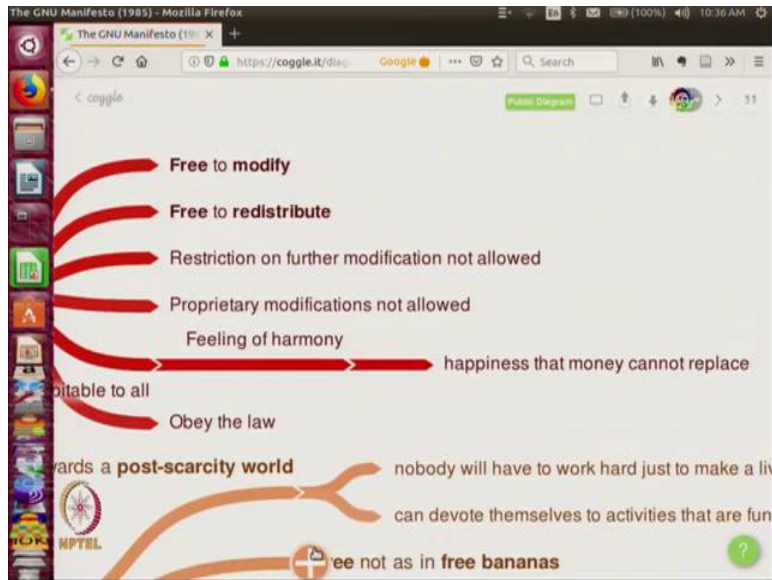 The GNU Manifesto (1985) - Mozilla Firefox
En
(100%)
10:36 AM
The GNU Manifesto (19
https://coggle.it/diag
Google
Search
coggle
Public Diagram
Free to modify
Free to redistribute
Restriction on further modification not allowed
Proprietary modifications not allowed
Feeling of harmony
happiness that money cannot replace
pitable to all
Obey the law
wards a post-scarcity world
nobody will have to work hard just to make a liv
can devote themselves to activities that are fun
ee not as in free bananas
NPTEL
?